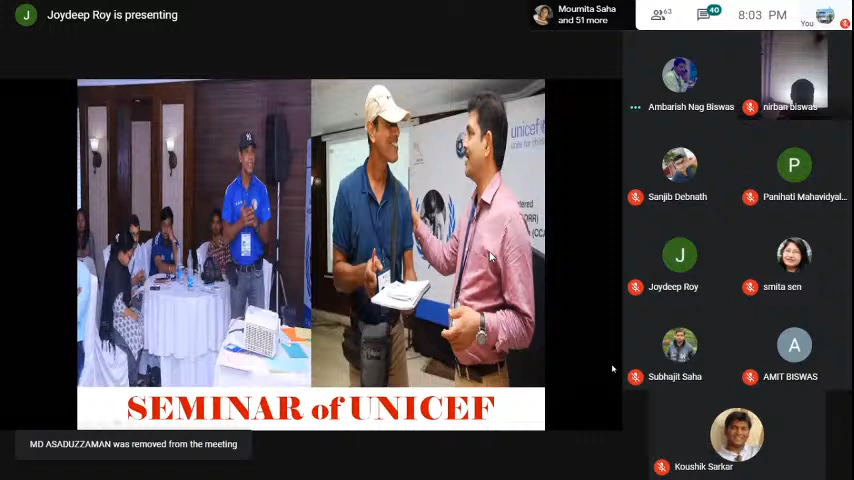 J
Joydeep Roy is presenting
Moumita Saha
and 51 more
63
40
8:03 PM
You
unicef
unite for
Ambarish Nag Biswas
nirban biswas
Sanjib Debnath
P
Panihati Mahavidyal...
J
Joydeep Roy
smita sen
Subhajit Saha
A
AMIT BISWAS
SEMINAR of UNICEF
MD ASADUZZAMAN was removed from the meeting
Koushik Sarkar